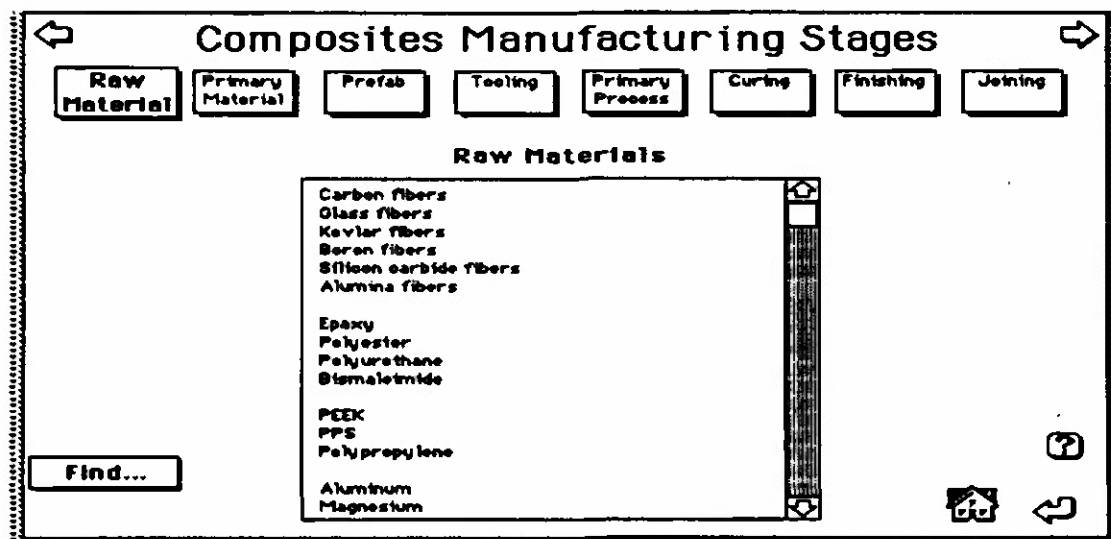 Composites Manufacturing Stages
Raw Material
Primary Material
Prefab
Tooling
Primary Process
Curing
Finishing
Joining
Raw Materials
Carbon fibers
Glass fibers
Kevlar fibers
Boron fibers
Silicon carbide fibers
Alumina fibers
Epoxy
Polyester
Polyurethane
Bismaleimide
PEEK
PPS
Polypropylene
Aluminum
Magnesium
Find...
?